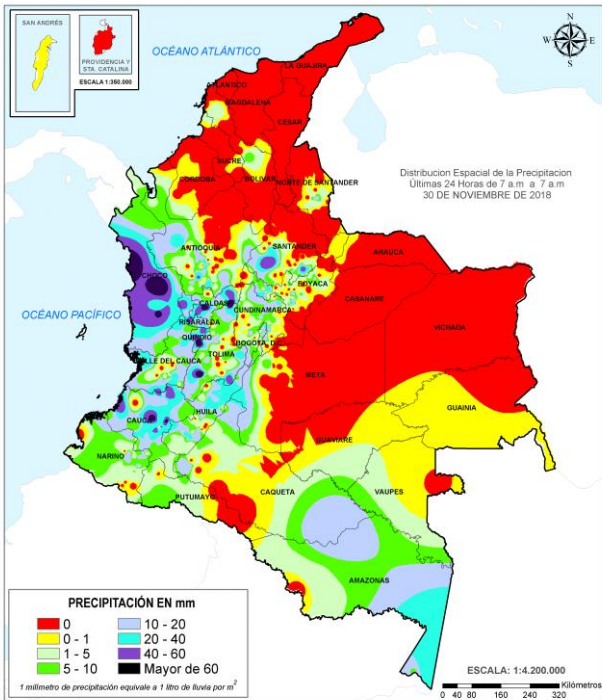 SAN ANDRÉS
PROVIDENCIA Y
STA. CATALINA
ESCALA 1:350.000
OCÉANO ATLÁNTICO
N
W
E
S
LA GUAJIRA
ATLANTICO
MAGDALENA
CESAR
SUCRE
CORDOBA
BOLIVAR
NORTE DE SANTANDER
Distribucion Espacial de la Precipitacion
Últimas 24 Horas de 7 a.m a 7 a.m
30 DE NOVIEMBRE DE 2018
ANTIOQUIA
SANTANDER
ARAUCA
CHOCO
BOYACA
CASANARE
OCÉANO PACÍFICO
CALDAS
CUNDINAMARCA
RISARALDA
VICHADA
QUINDIO
BOGOTA, D.C.
VALLE DEL CAUCA
TOLIMA
META
GUAINIA
CAUCA
HUILA
GUAVIARE
NARIÑO
CAQUETA
VAUPES
PUTUMAYO
AMAZONAS
PRECIPITACIÓN EN mm
0
10 - 20
0 - 1
20 - 40
1 - 5
40 - 60
5 - 10
Mayor de 60
1 milímetro de precipitación equivale a 1 litro de lluvia por m²
ESCALA: 1:4.200.000
Kilómetros
0 40 80 160 240 320